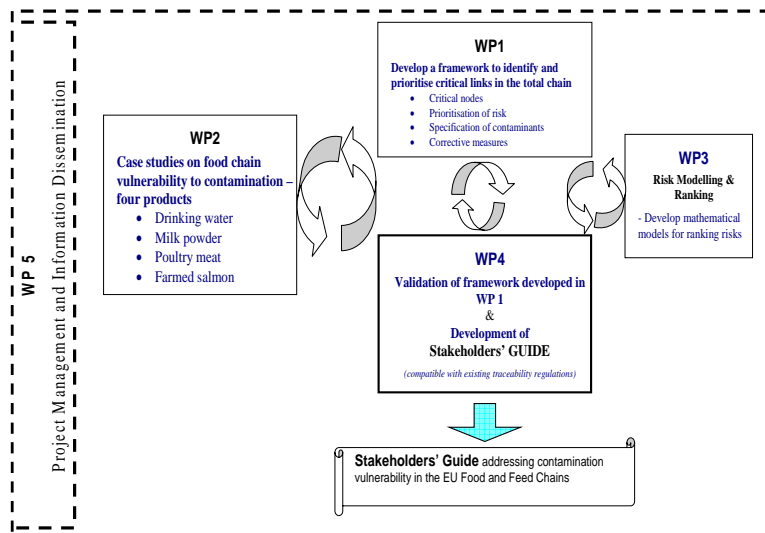 WP 5
Project Management and Information Dissemination
WP1
Develop a framework to identify and
prioritise critical links in the total chain
• Critical nodes
• Prioritisation of risk
• Specification of contaminants
• Corrective measures
WP2
Case studies on food chain
vulnerability to contamination –
four products
• Drinking water
• Milk powder
• Poultry meat
• Farmed salmon
WP3
Risk Modelling &
Ranking
- Develop mathematical
models for ranking risks
WP4
Validation of framework developed in
WP 1
&
Development of
Stakeholders' GUIDE
(compatible with existing traceability regulations)
Stakeholders' Guide addressing contamination
vulnerability in the EU Food and Feed Chains